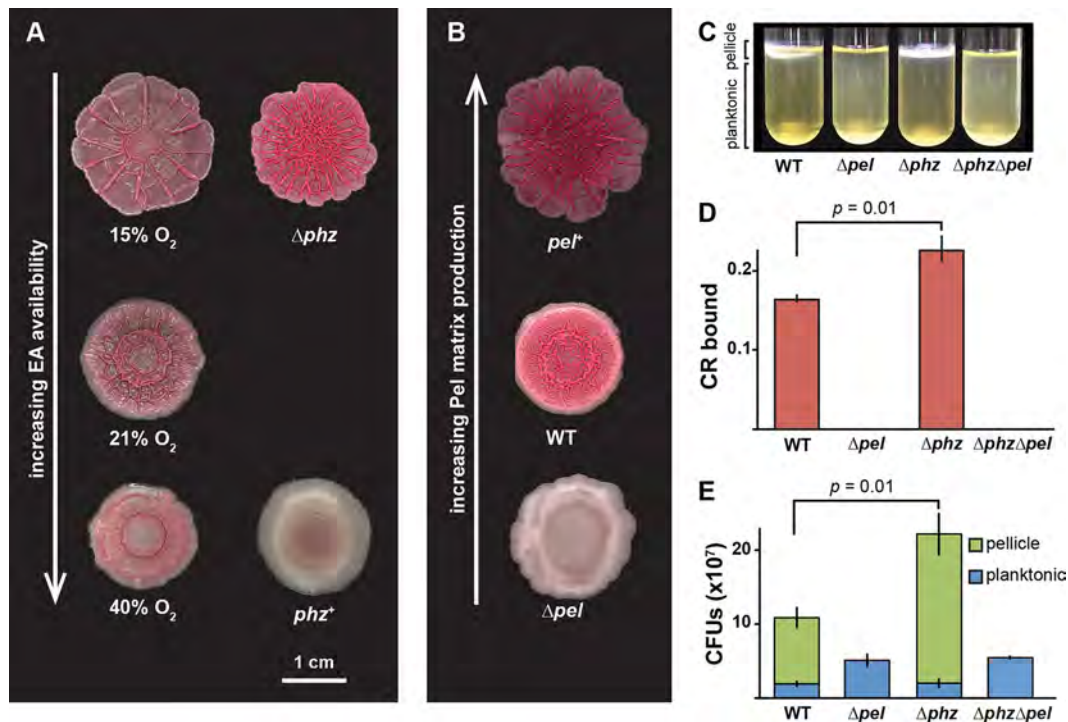 A
increasing EA availability
15% O₂
Δphz
21% O₂
40% O₂
phz⁺
1 cm
B
increasing Pel matrix production
pel⁺
WT
Δpel
C
pellicle
planktonic
WT Δpel Δphz ΔphzΔpel
D
p = 0.01
CR bound
0.2
0.1
WT Δpel Δphz ΔphzΔpel
E
p = 0.01
CFUs (x10⁷)
20
10
pellicle
planktonic
WT Δpel Δphz ΔphzΔpel